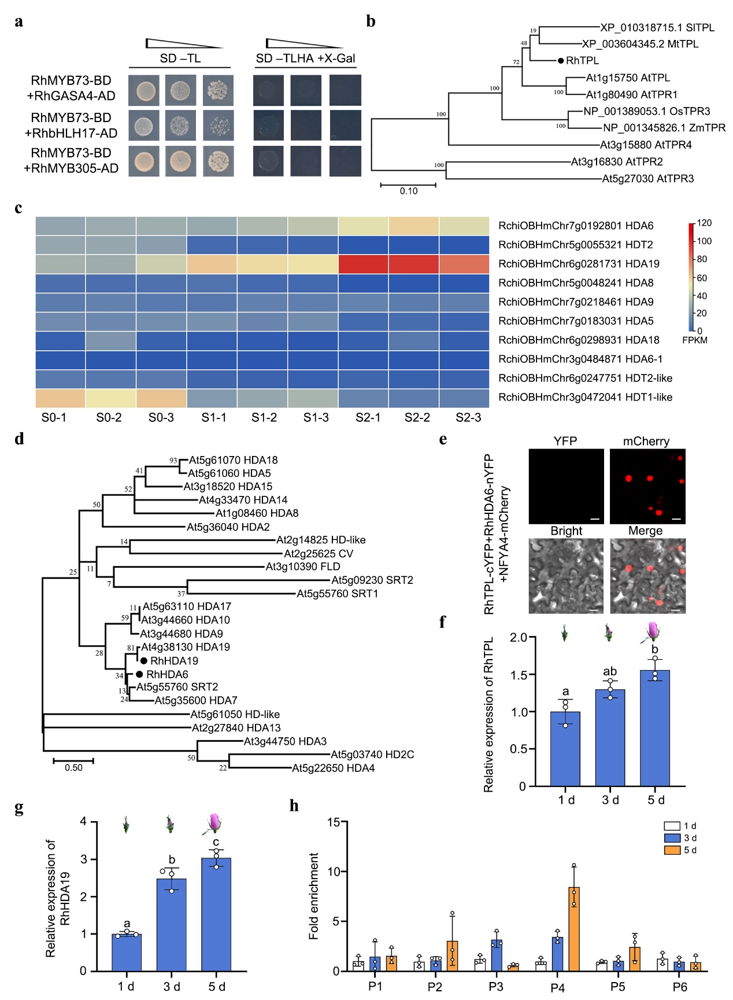 a
SD –TL
SD –TLHA +X-Gal
RhMYB73-BD
+RhGASA4-AD
RhMYB73-BD
+RhbHLH17-AD
RhMYB73-BD
+RhMYB305-AD
b
XP_010318715.1 SlTPL
XP_003604345.2 MtTPL
RhTPL
At1g15750 AtTPL
At1g80490 AtTPR1
NP_001389053.1 OsTPR3
NP_001345826.1 ZmTPR
At3g15880 AtTPR4
At3g16830 AtTPR2
At5g27030 AtTPR3
19
48
72
100
100
100
100
100
0.10
c
RchiOBHmChr7g0192801 HDA6
RchiOBHmChr5g0055321 HDT2
RchiOBHmChr6g0281731 HDA19
RchiOBHmChr5g0048241 HDA8
RchiOBHmChr7g0218461 HDA9
RchiOBHmChr7g0183031 HDA5
RchiOBHmChr6g0298931 HDA18
RchiOBHmChr3g0484871 HDA6-1
RchiOBHmChr6g0247751 HDT2-like
RchiOBHmChr3g0472041 HDT1-like
S0-1 S0-2 S0-3 S1-1 S1-2 S1-3 S2-1 S2-2 S2-3
120
100
80
60
40
20
0
FPKM
d
At5g61070 HDA18
At5g61060 HDA5
At3g18520 HDA15
At4g33470 HDA14
At1g08460 HDA8
At5g36040 HDA2
At2g14825 HD-like
At2g25625 CV
At3g10390 FLD
At5g09230 SRT2
At5g55760 SRT1
At5g63110 HDA17
At3g44660 HDA10
At3g44680 HDA9
At4g38130 HDA19
RhHDA19
RhHDA6
At5g55760 SRT2
At5g35600 HDA7
At5g61050 HD-like
At2g27840 HDA13
At3g44750 HDA3
At5g03740 HD2C
At5g22650 HDA4
93
41
52
50
14
11
25
7
37
11
59
81
28
34
13
24
50
22
0.50
e
YFP
mCherry
Bright
Merge
RhTPL-cYFP+RhHDA6-nYFP
+NFYA4-mCherry
f
Relative expression of RhTPL
2.0
1.5
1.0
0.5
0
a
ab
b
1 d 3 d 5 d
g
Relative expression of
RhHDA19
4
3
2
1
0
a
b
c
1 d 3 d 5 d
h
Fold enrichment
15
10
5
0
1 d
3 d
5 d
P1 P2 P3 P4 P5 P6